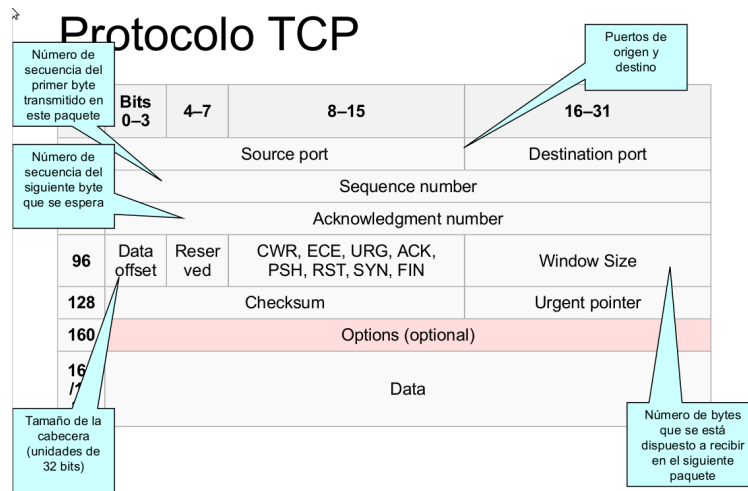 Protocolo TCP
Número de
secuencia del
primer byte
transmitido en
este paquete
Puertos de
origen y
destino
Bits
0–3
4–7
8–15
16–31
Source port
Destination port
Número de
secuencia del
siguiente byte
que se espera
Sequence number
Acknowledgment number
96
Data
offset
Reser
ved
CWR, ECE, URG, ACK,
PSH, RST, SYN, FIN
Window Size
128
Checksum
Urgent pointer
160
Options (optional)
Data
Tamaño de la
cabecera
(unidades de
32 bits)
Número de bytes
que se está
dispuesto a recibir
en el siguiente
paquete